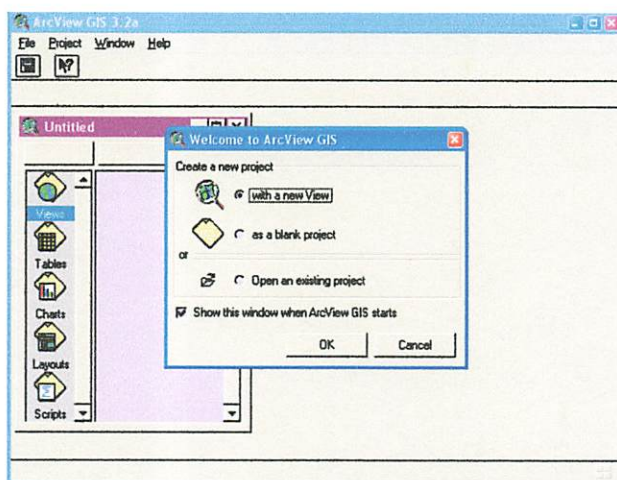 ArcView GIS 3.2a
File Project Window Help
Untitled
Welcome to ArcView GIS
Create a new project
with a new View
as a blank project
or
Open an existing project
Show this window when ArcView GIS starts
OK Cancel
Views
Tables
Charts
Layouts
Scripts